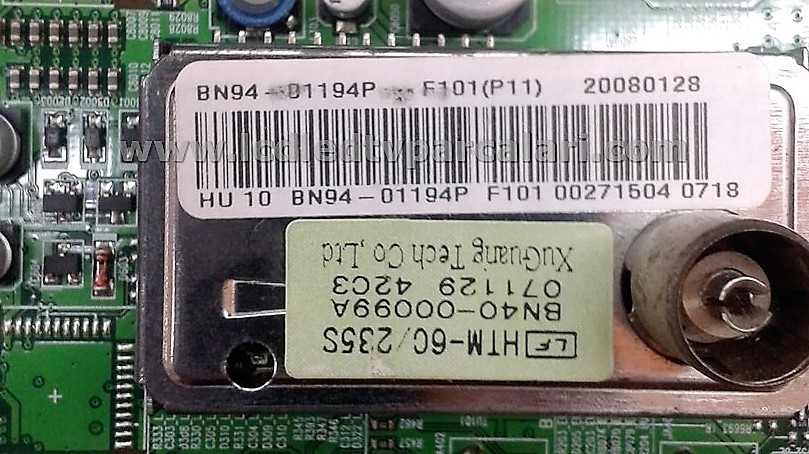 BN94-01194P F101(P11) 20080128
www.lcdledtvparcalari.com
HU 10 BN94-01194P F101 00271504 0718
LF HTM-6C/235S
BN40-00099A
071129 42C3
XuGuang Tech Co,.Ltd